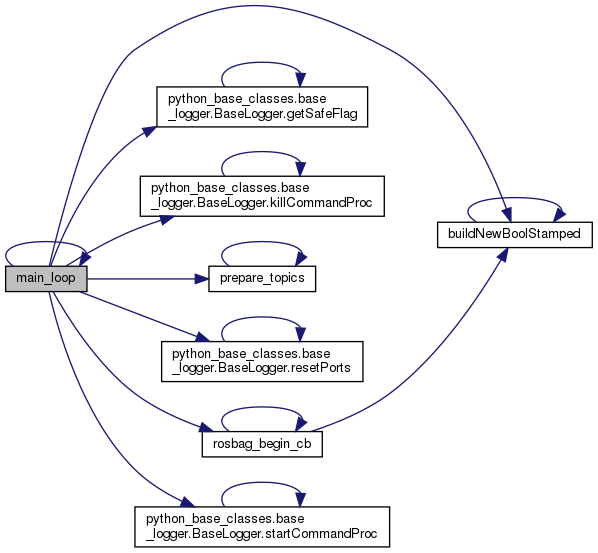 python_base_classes.base
_logger.BaseLogger.getSafeFlag
python_base_classes.base
_logger.BaseLogger.killCommandProc
buildNewBoolStamped
main_loop
prepare_topics
python_base_classes.base
_logger.BaseLogger.resetPorts
rosbag_begin_cb
python_base_classes.base
_logger.BaseLogger.startCommandProc